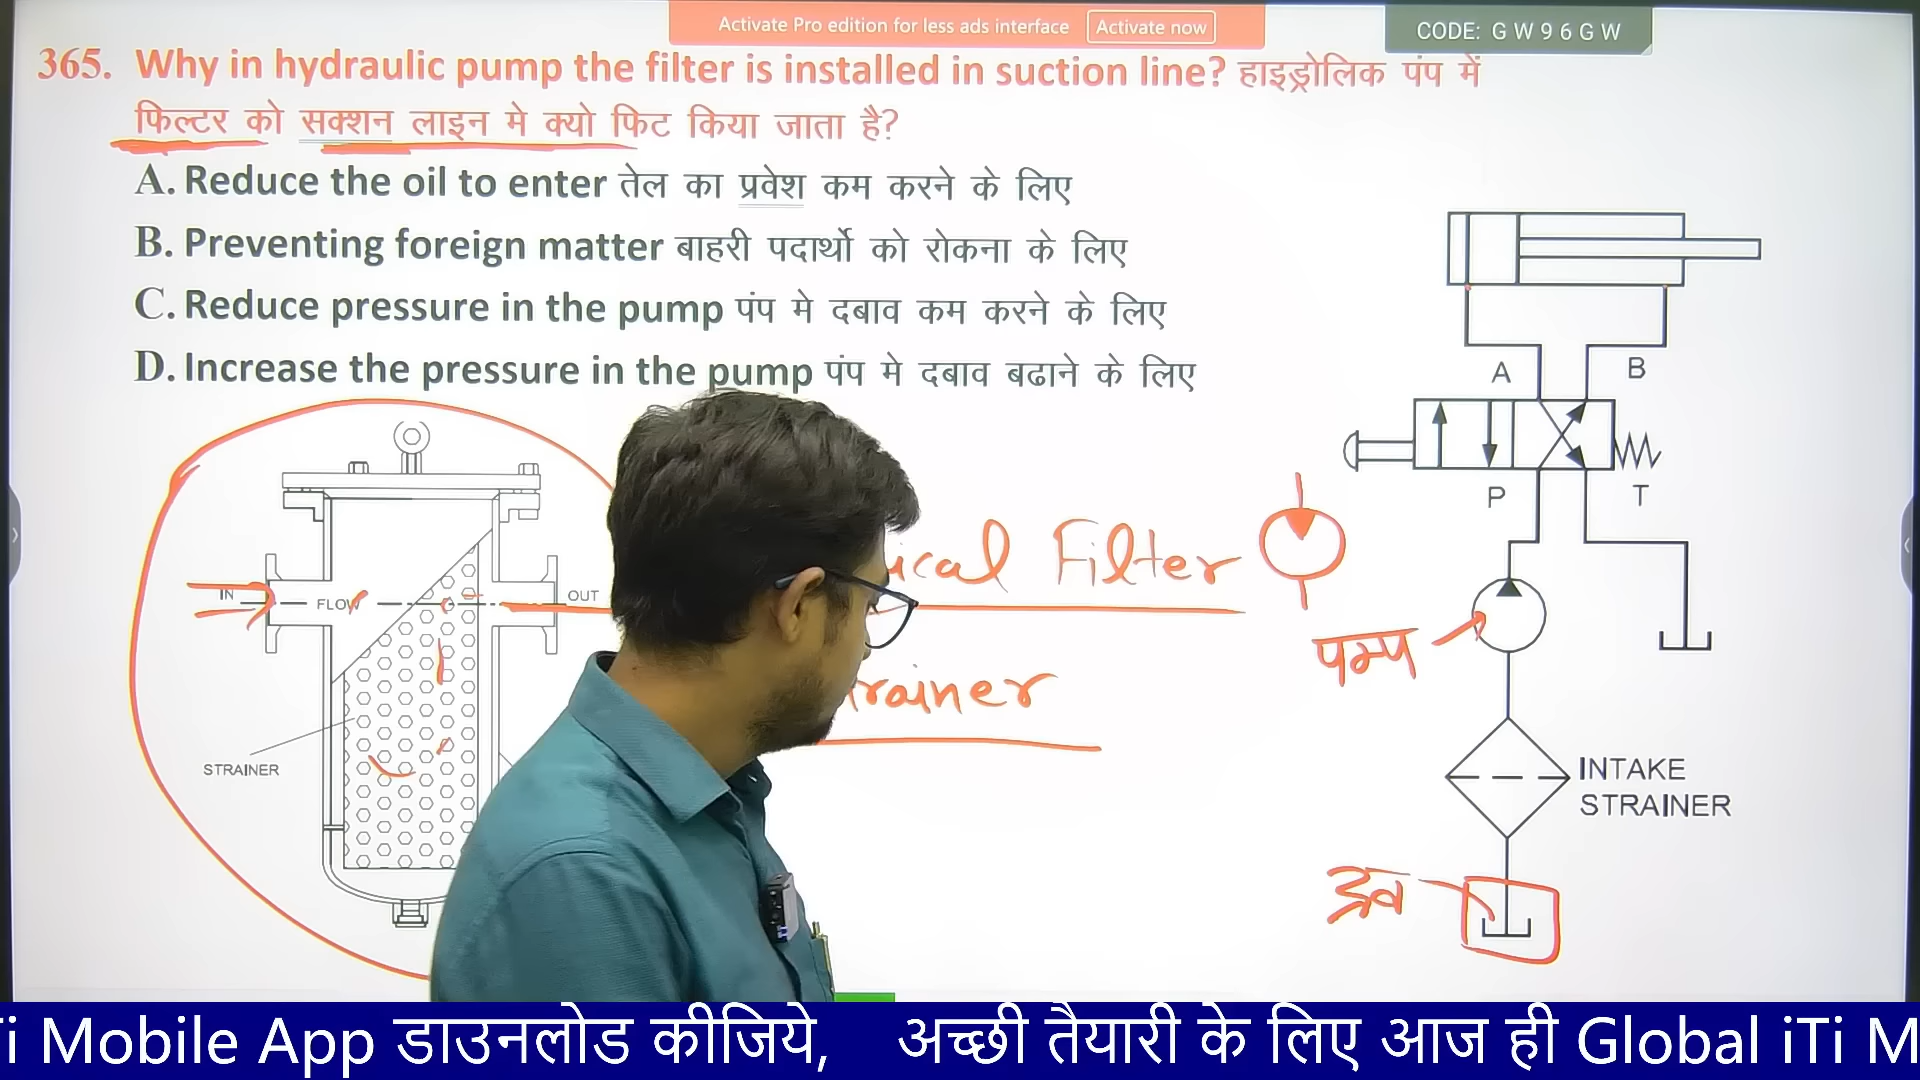 Activate Pro edition for less ads interface Activate now
CODE: G W 9 6 G W
365. Why in hydraulic pump the filter is installed in suction line? हाइड्रोलिक पंप में
फिल्टर को सक्शन लाइन मे क्यो फिट किया जाता है?
A. Reduce the oil to enter तेल का प्रवेश कम करने के लिए
B. Preventing foreign matter बाहरी पदार्थो को रोकना के लिए
C. Reduce pressure in the pump पंप मे दबाव कम करने के लिए
D. Increase the pressure in the pump पंप मे दबाव बढाने के लिए
A B
P T
Filter
IN FLOW OUT
पम्प
STRAINER
INTAKE
STRAINER
द्रव
Mobile App डाउनलोड कीजिये, अच्छी तैयारी के लिए आज ही Global iTi M